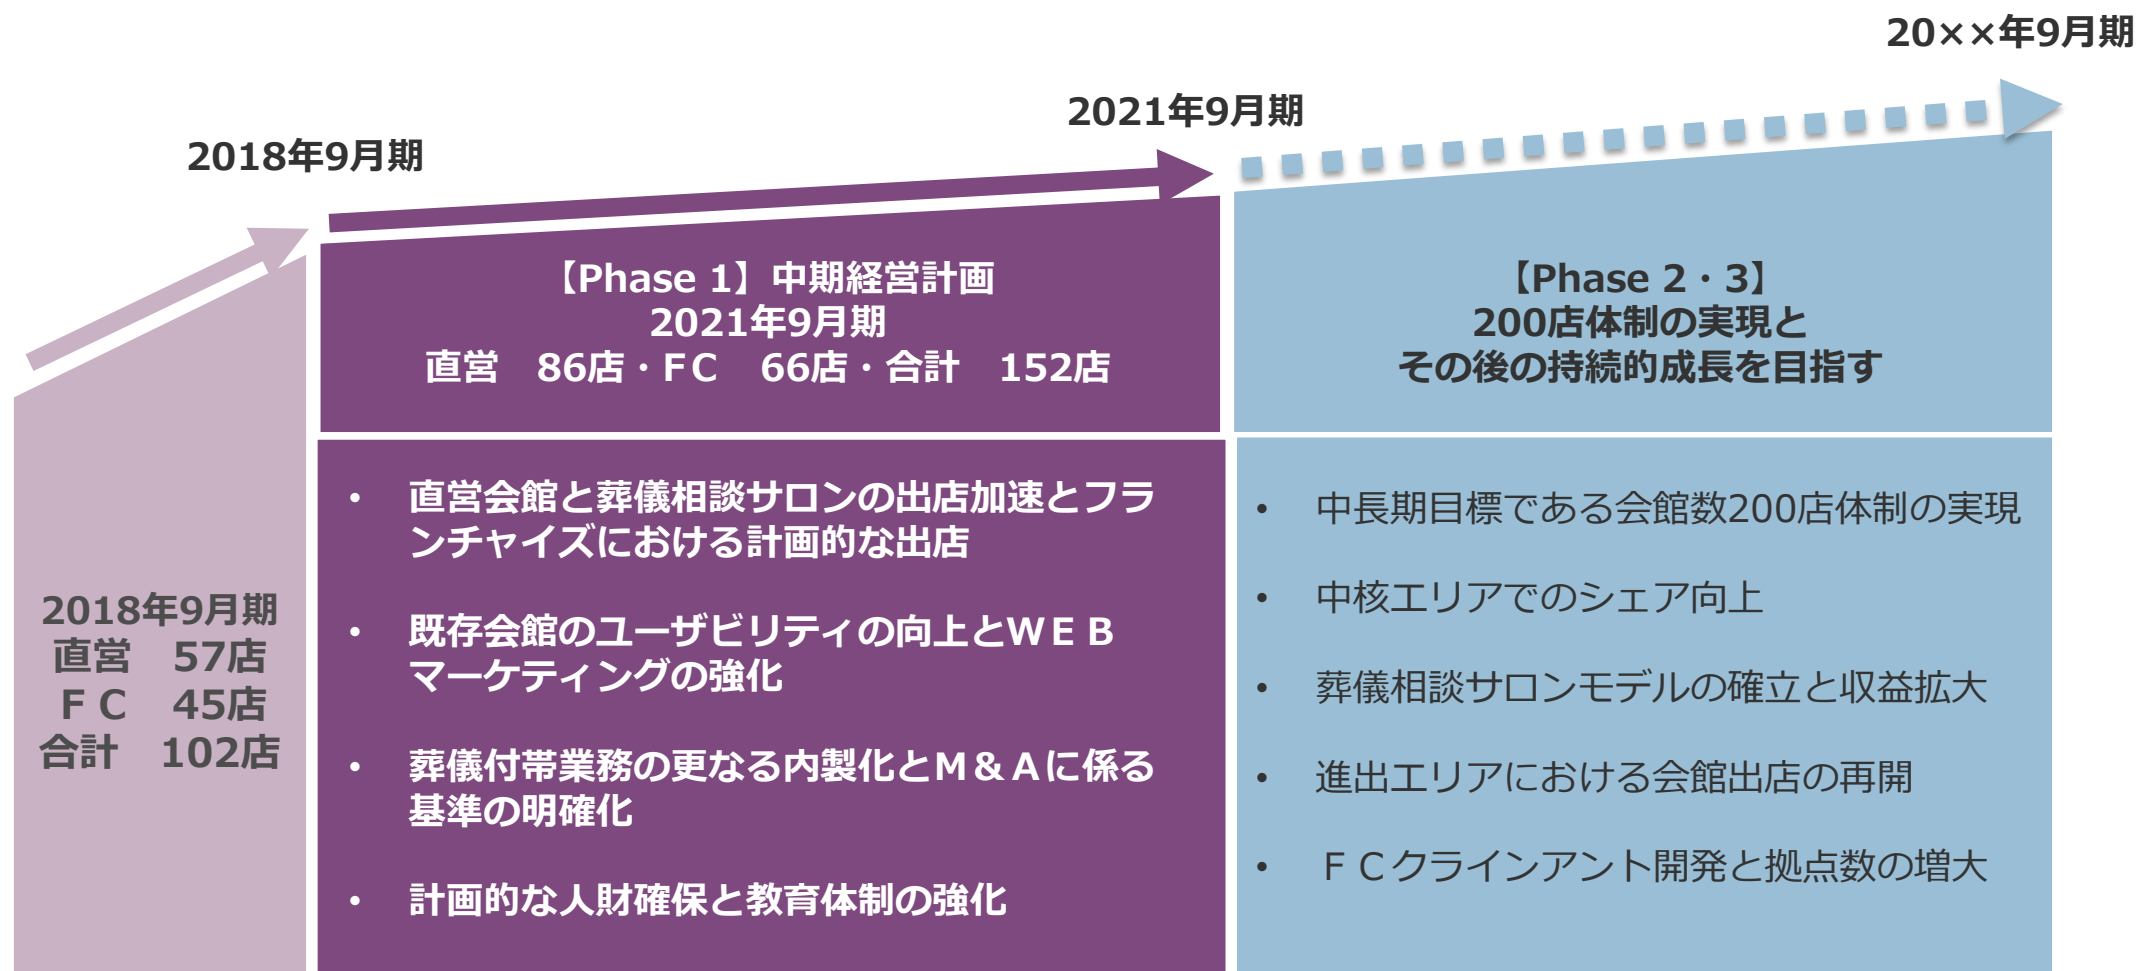 20××年9月期
2021年9月期
2018年9月期
2018年9月期
直営　57店
ＦＣ　45店
合計　102店
【Phase 1】中期経営計画
2021年9月期
直営　86店・FC　66店・合計　152店
• 直営会館と葬儀相談サロンの出店加速とフラ
ンチャイズにおける計画的な出店
• 既存会館のユーザビリティの向上とWＥＢ
マーケティングの強化
• 葬儀付帯業務の更なる内製化とM＆Aに係る
基準の明確化
• 計画的な人財確保と教育体制の強化
【Phase 2・3】
200店体制の実現と
その後の持続的成長を目指す
• 中長期目標である会館数200店体制の実現
• 中核エリアでのシェア向上
• 葬儀相談サロンモデルの確立と収益拡大
• 進出エリアにおける会館出店の再開
• ＦＣクラインアント開発と拠点数の増大